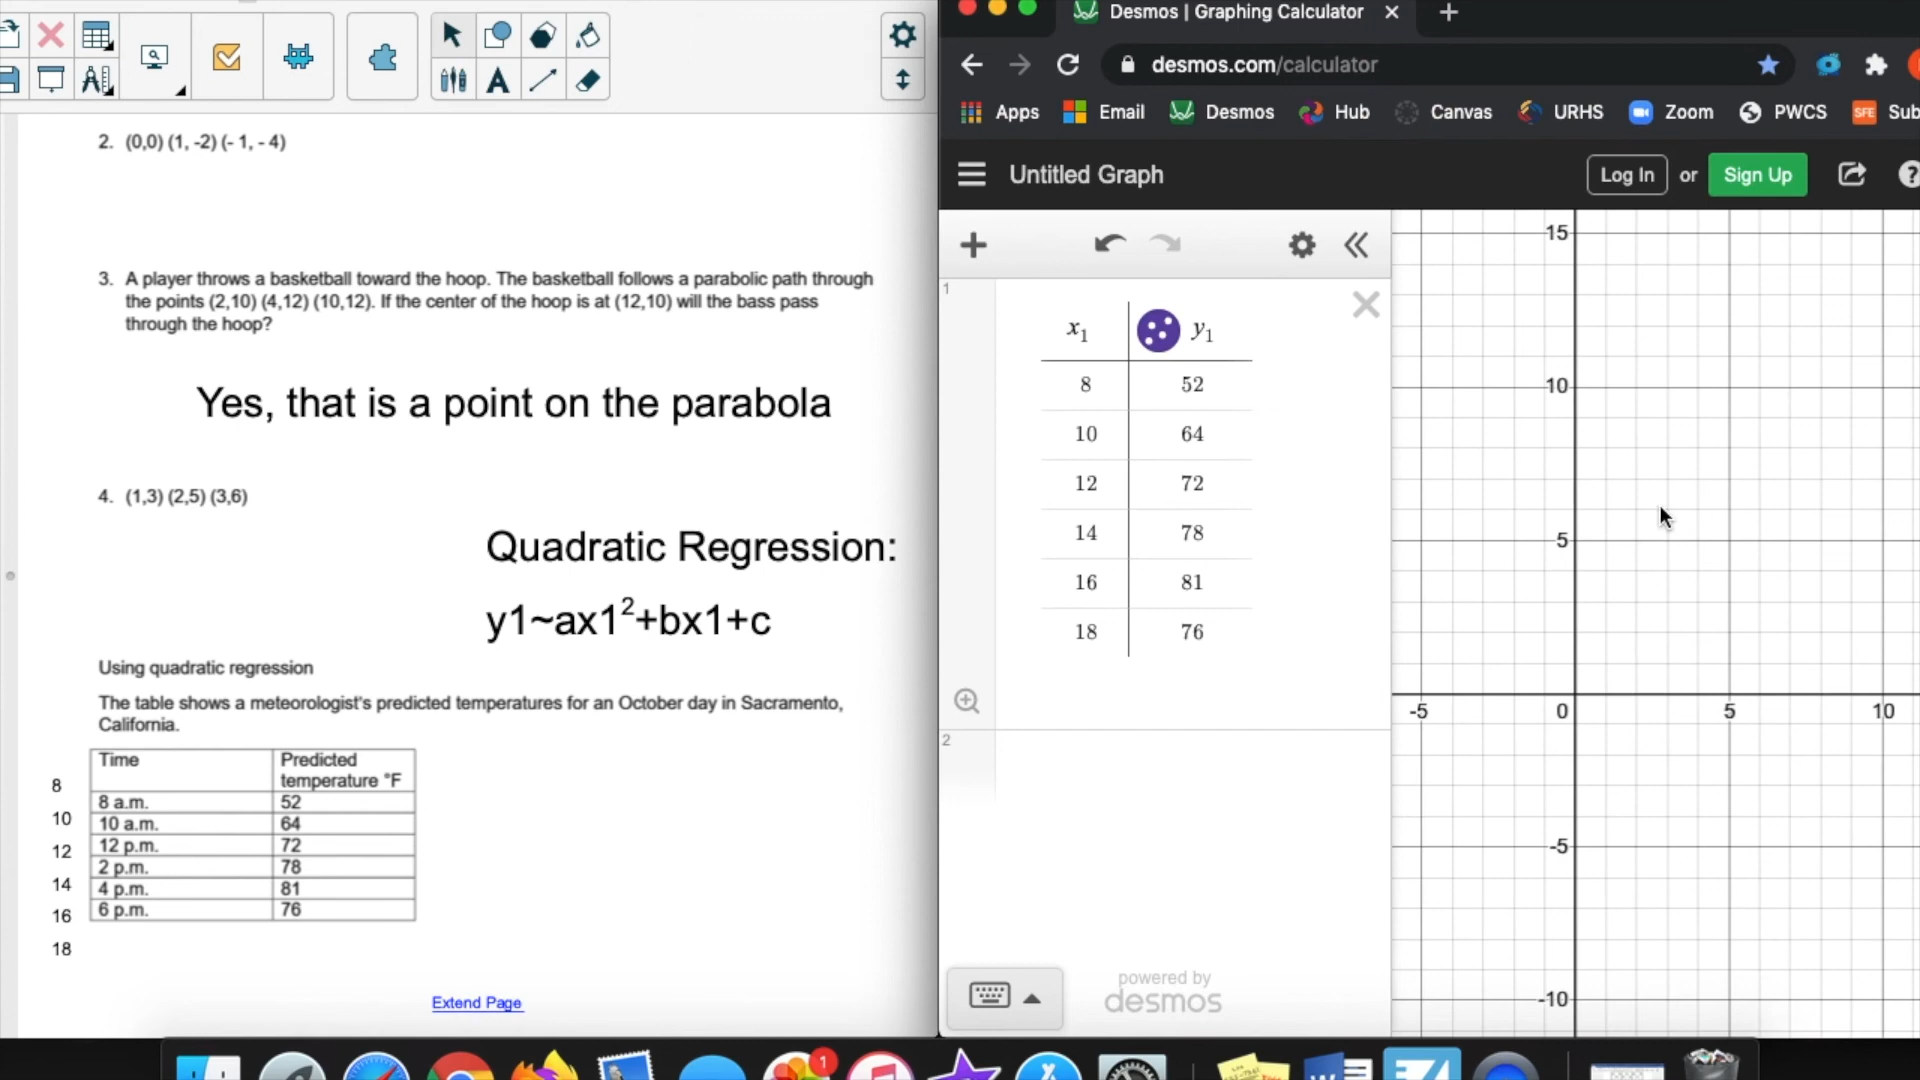 Desmos | Graphing Calculator
desmos.com/calculator
Apps Email Desmos Hub Canvas URHS Zoom PWCS SFE Sub
Untitled Graph Log In or Sign Up
2. (0,0) (1, -2) (- 1, - 4)
3. A player throws a basketball toward the hoop. The basketball follows a parabolic path through
the points (2,10) (4,12) (10,12). If the center of the hoop is at (12,10) will the bass pass
through the hoop?
Yes, that is a point on the parabola
4. (1,3) (2,5) (3,6)
Quadratic Regression:
y1~ax1²+bx1+c
Using quadratic regression
The table shows a meteorologist's predicted temperatures for an October day in Sacramento,
California.
Time Predicted
temperature °F
8 a.m. 52
10 a.m. 64
12 p.m. 72
2 p.m. 78
4 p.m. 81
6 p.m. 76
8
10
12
14
16
18
Extend Page
1
x₁ y₁
8 52
10 64
12 72
14 78
16 81
18 76
2
powered by
desmos
15
10
5
-5 0 5 10
-5
-10
1